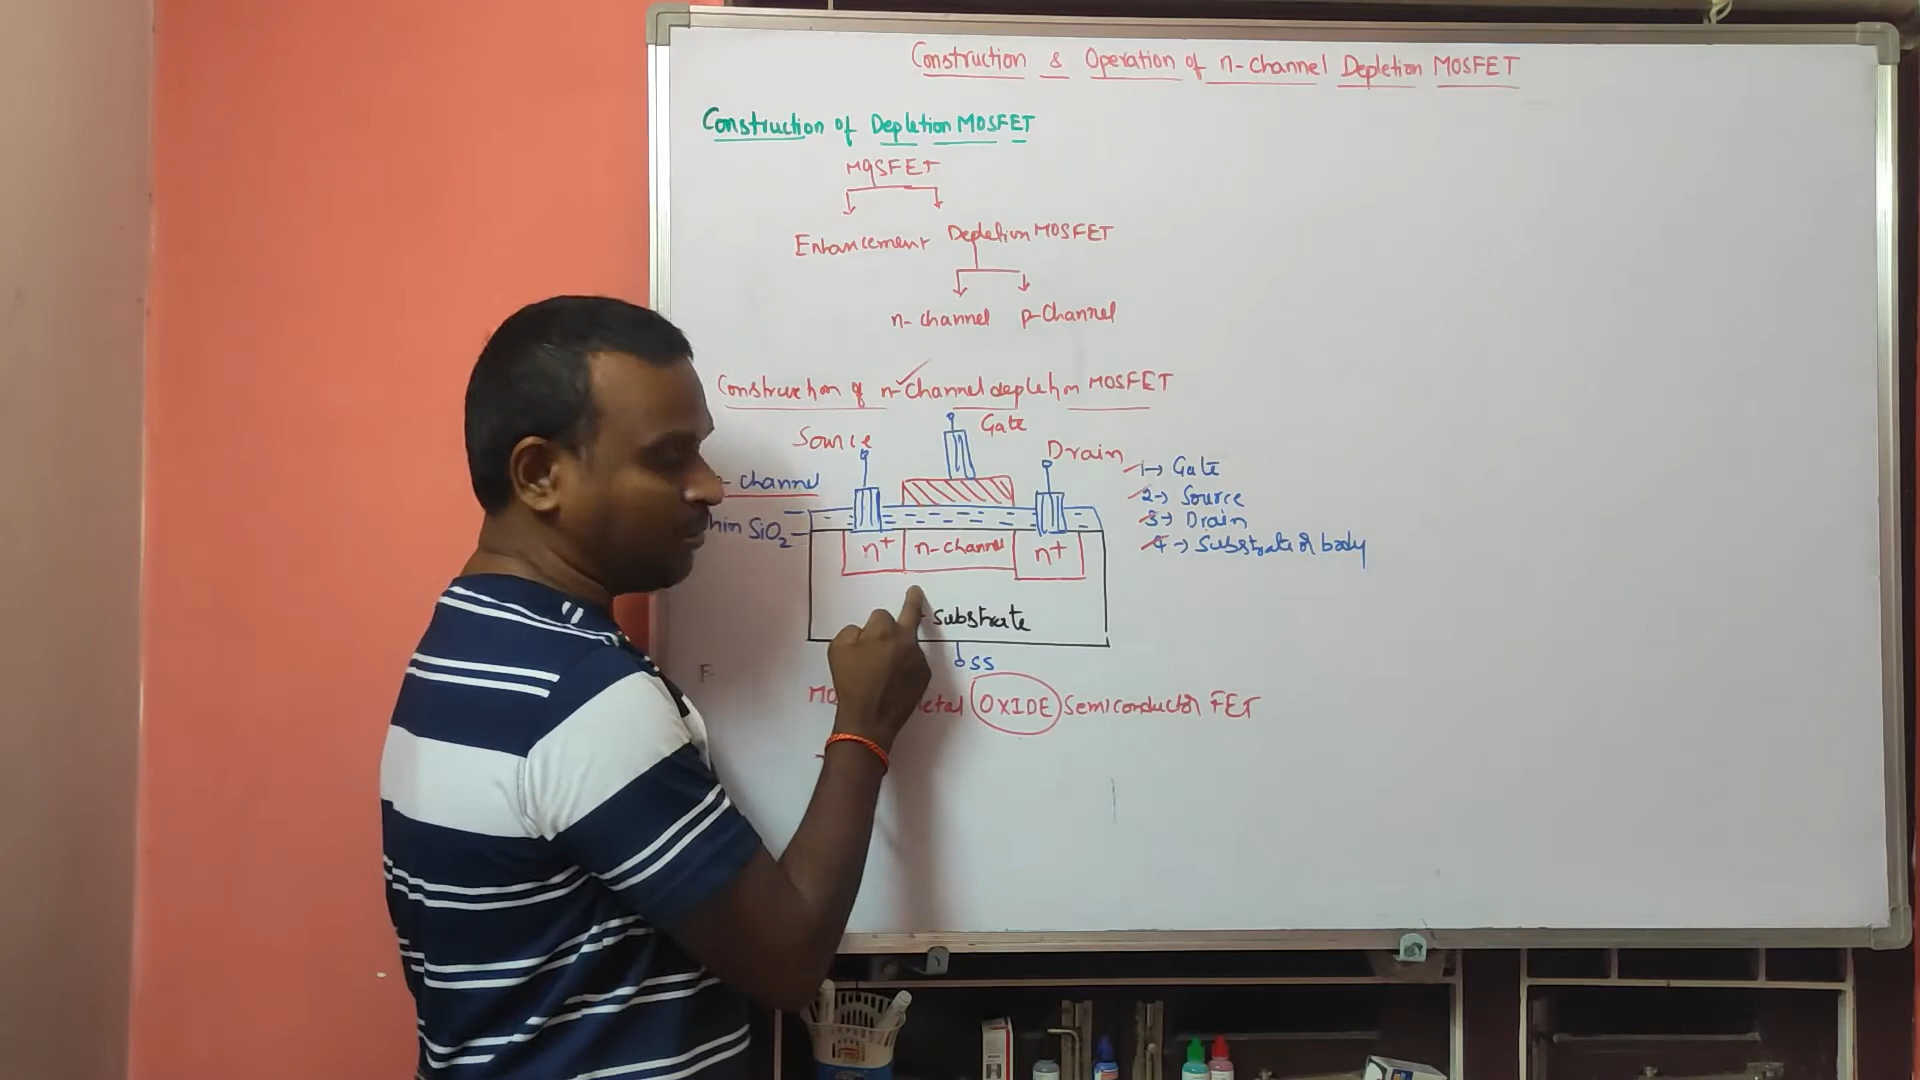 Construction & Operation of n-channel Depletion MOSFET
Construction of Depletion MOSFET
MOSFET
Enhancement Depletion MOSFET
n-channel p-Channel
Construction of n-Channel depletion MOSFET
Gate
Source
Drain
1→ Gate
2→ Source
3→ Drain
4→ Substrate or body
channel
SiO2
n+ n-channel n+
substrate
SS
OXIDE Semiconductor FET